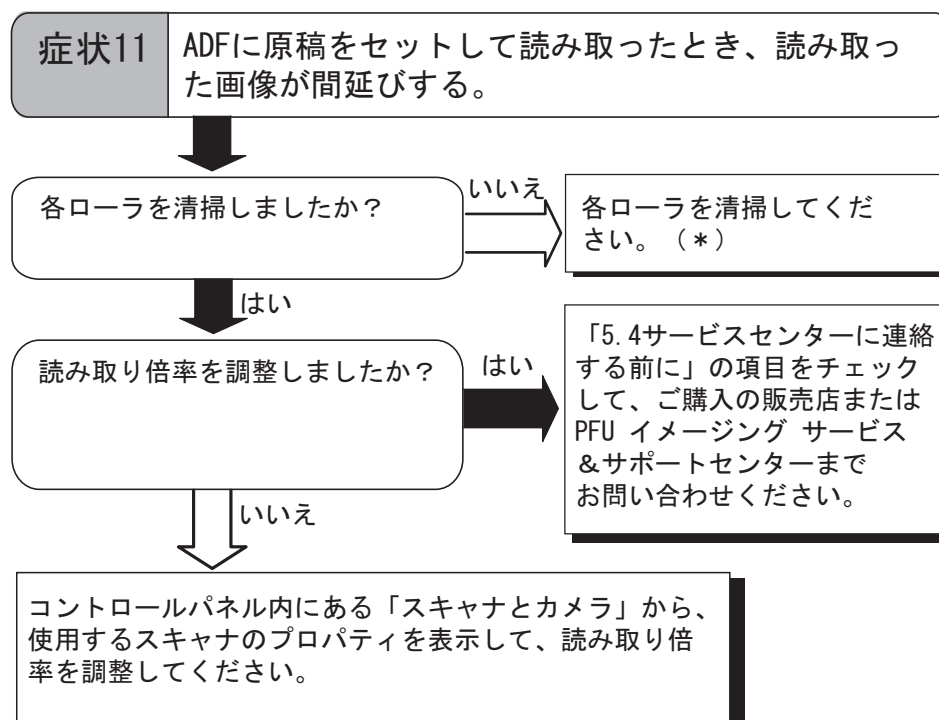 症状11
ADFに原稿をセットして読み取ったとき、読み取っ
た画像が間延びする。
各ローラを清掃しましたか？
いいえ
各ローラを清掃してくだ
さい。（＊）
はい
読み取り倍率を調整しましたか？
はい
「5.4サービスセンターに連絡
する前に」の項目をチェック
して、ご購入の販売店または
PFU イメージング サービス
＆サポートセンターまで
お問い合わせください。
いいえ
コントロールパネル内にある「スキャナとカメラ」から、
使用するスキャナのプロパティを表示して、読み取り倍
率を調整してください。